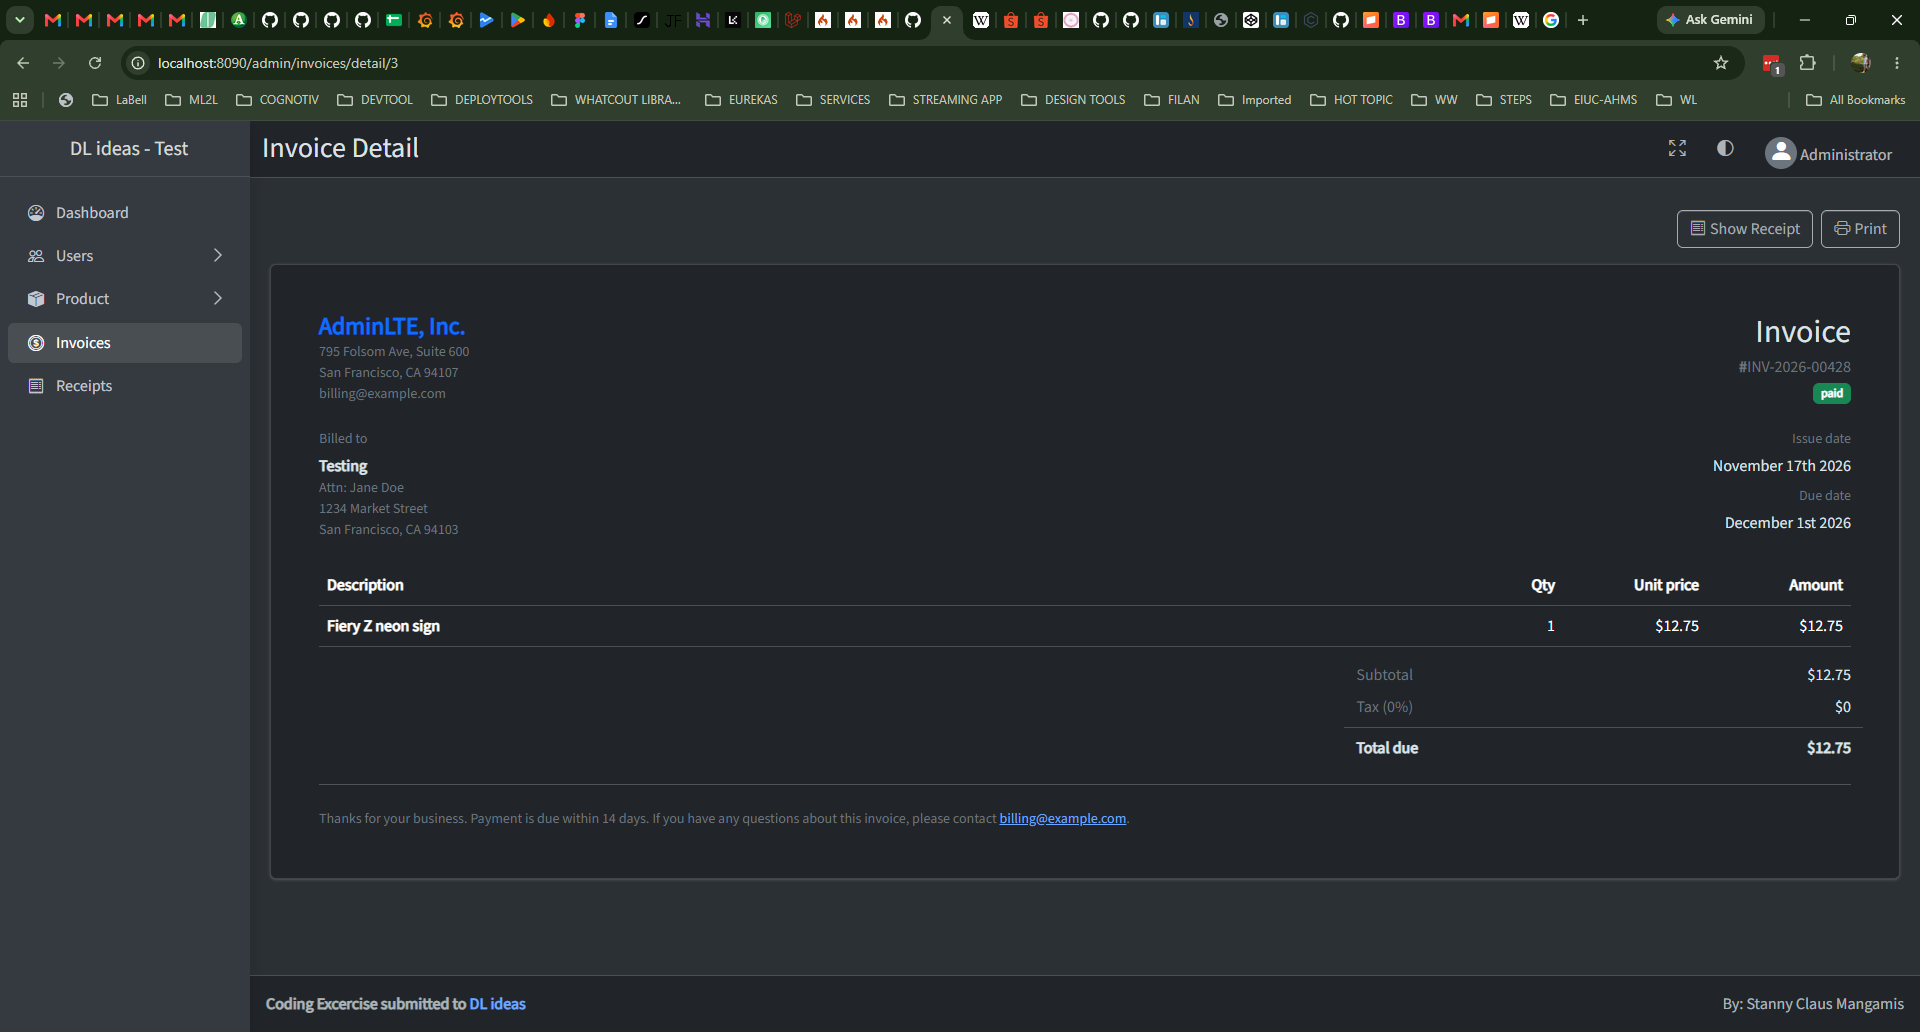 Ask Gemini
localhost:8090/admin/invoices/detail/3
1
LaBell ML2L COGNOTIV DEVTOOL DEPLOYTOOLS WHATCOUT LIBRA... EUREKAS SERVICES STREAMING APP DESIGN TOOLS FILAN Imported HOT TOPIC WW STEPS EIUC-AHMS WL All Bookmarks
DL ideas - Test
Invoice Detail
Administrator
Dashboard
Users
Product
Invoices
Receipts
Show Receipt Print
AdminLTE, Inc.
795 Folsom Ave, Suite 600
San Francisco, CA 94107
billing@example.com
Invoice
#INV-2026-00428
paid
Billed to
Testing
Attn: Jane Doe
1234 Market Street
San Francisco, CA 94103
Issue date
November 17th 2026
Due date
December 1st 2026
Description Qty Unit price Amount
Fiery Z neon sign 1 $12.75 $12.75
Subtotal $12.75
Tax (0%) $0
Total due $12.75
Thanks for your business. Payment is due within 14 days. If you have any questions about this invoice, please contact billing@example.com.
Coding Excercise submitted to DL ideas
By: Stanny Claus Mangamis